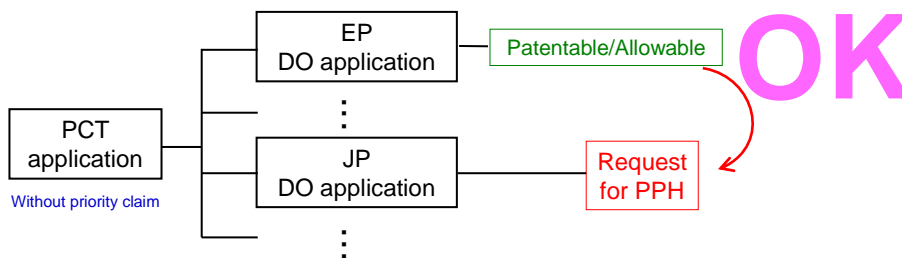 EP
DO application
Patentable/Allowable
OK
⋮
PCT
application
Without priority claim
JP
DO application
Request
for PPH
⋮